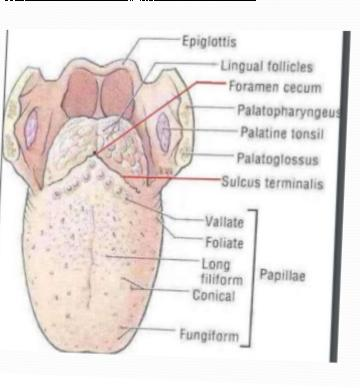 Epiglottis
Lingual follicles
Foramen cecum
Palatopharyngeus
Palatine tonsil
Palatoglossus
Sulcus terminalis
Vallate
Foliate
Long
filiform
Papillae
Conical
Fungiform